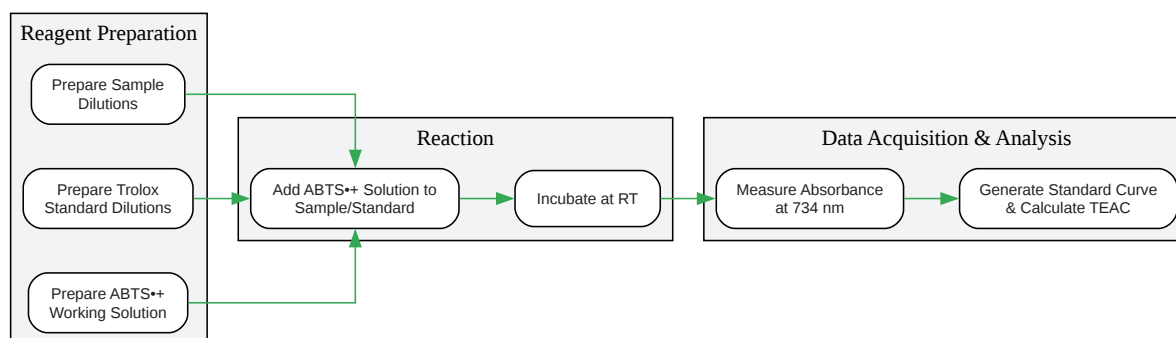 Reagent Preparation
Prepare Sample
Dilutions
Prepare Trolox
Standard Dilutions
Prepare ABTS•+
Working Solution
Reaction
Add ABTS•+ Solution to
Sample/Standard
Incubate at RT
Data Acquisition & Analysis
Measure Absorbance
at 734 nm
Generate Standard Curve
& Calculate TEAC